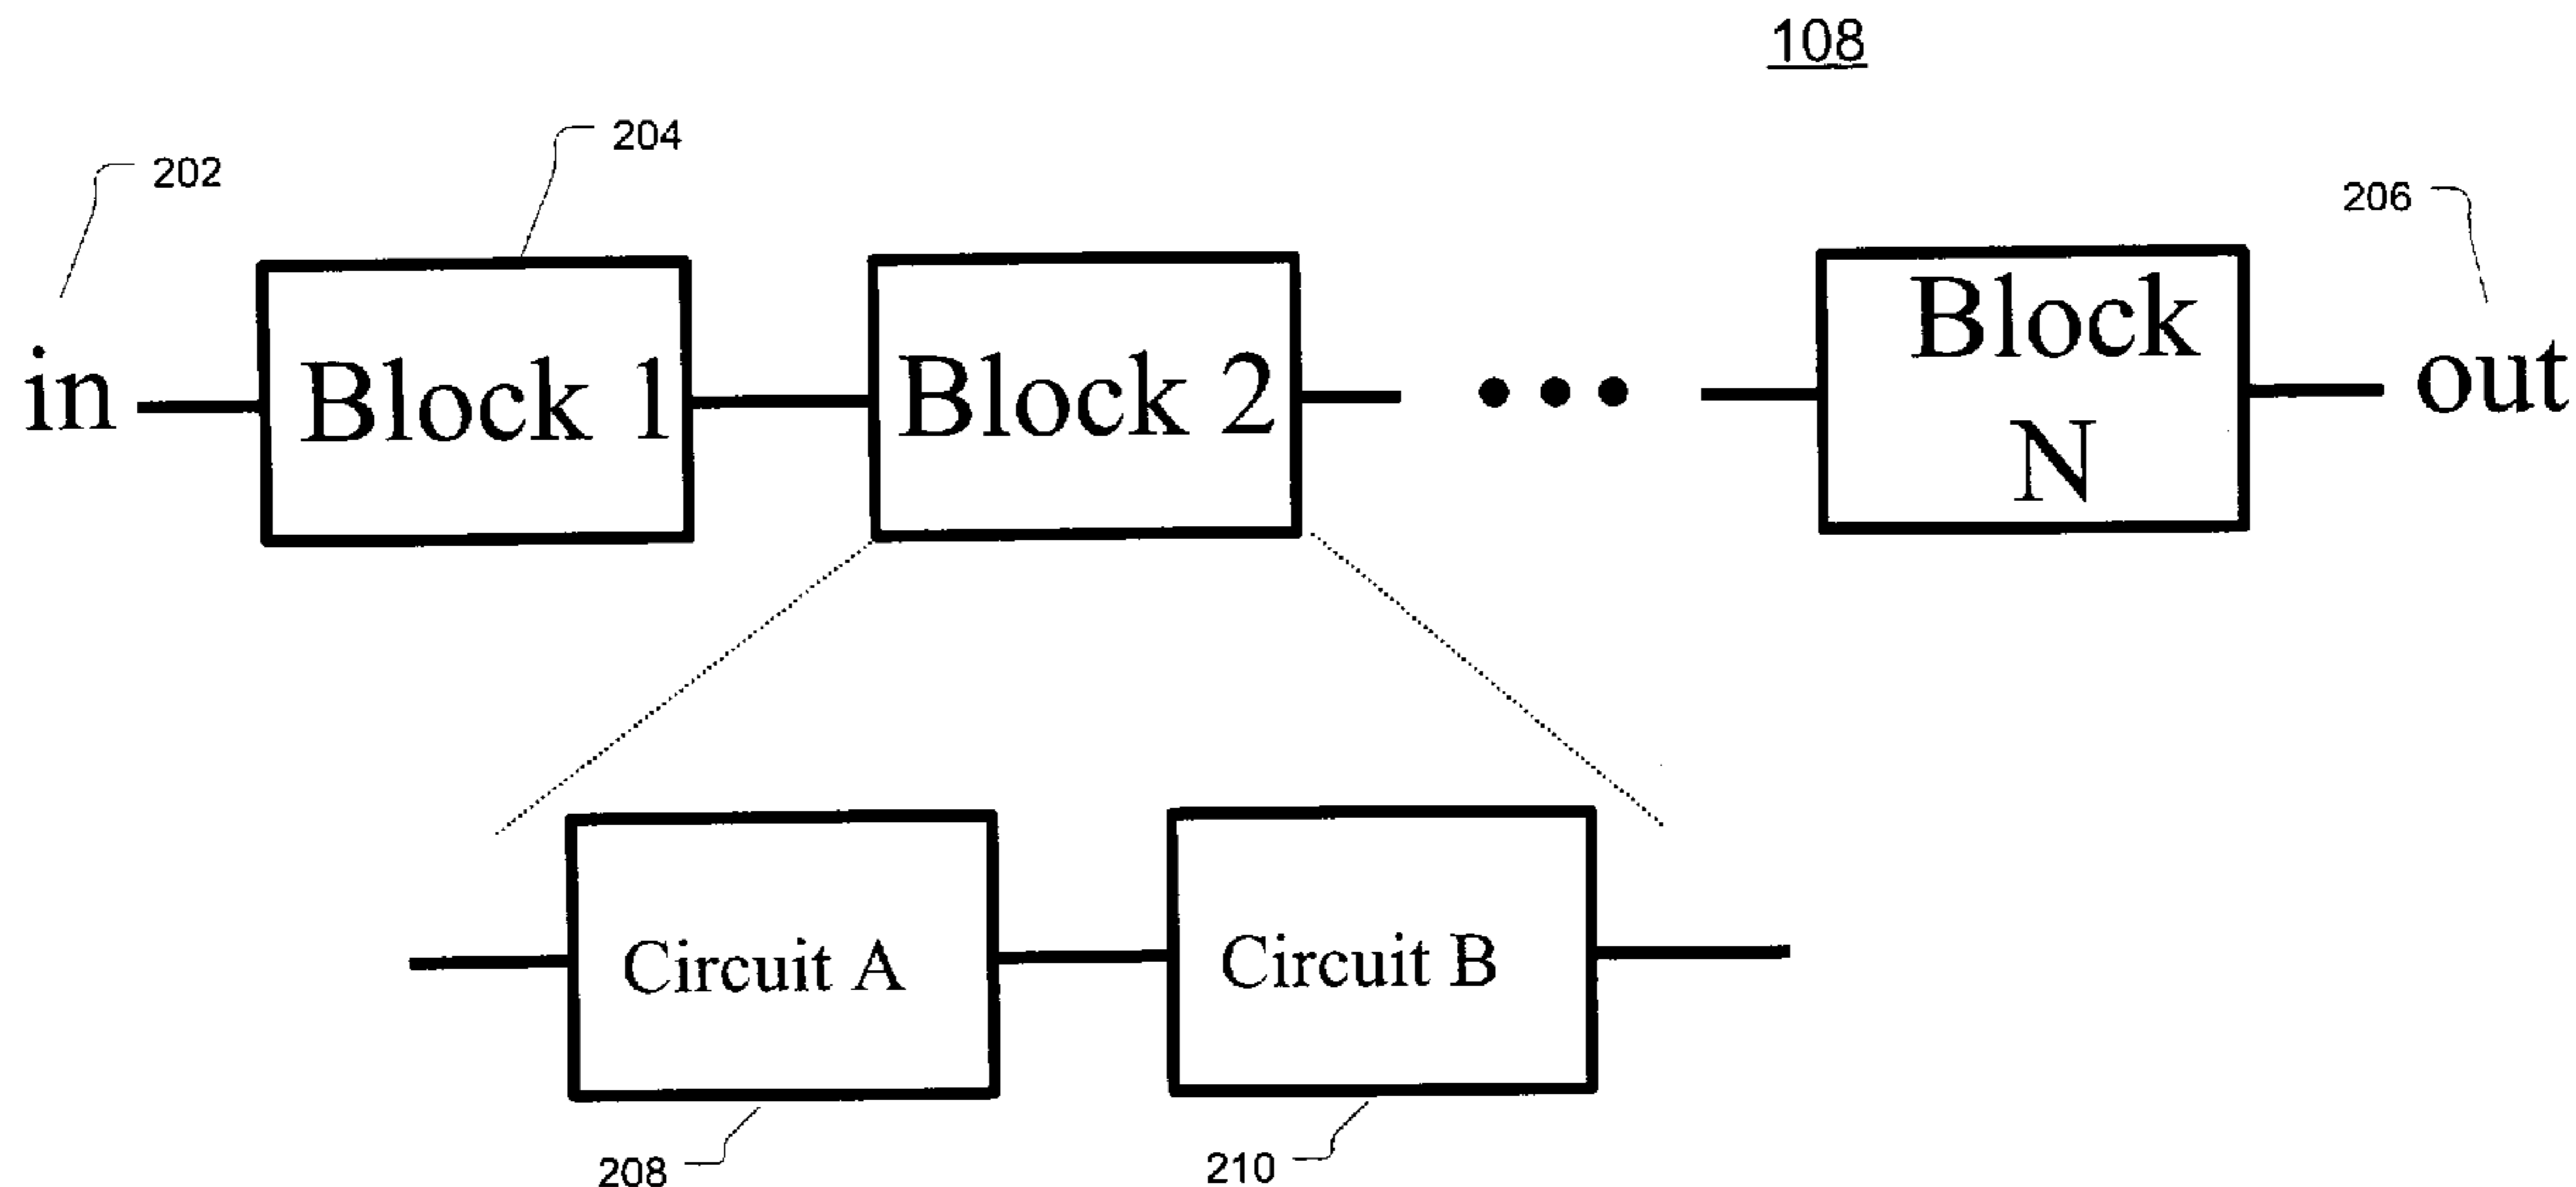 108
204
202
206
in
Block 1
Block 2
Block
N
out
Circuit A
Circuit B
208
210